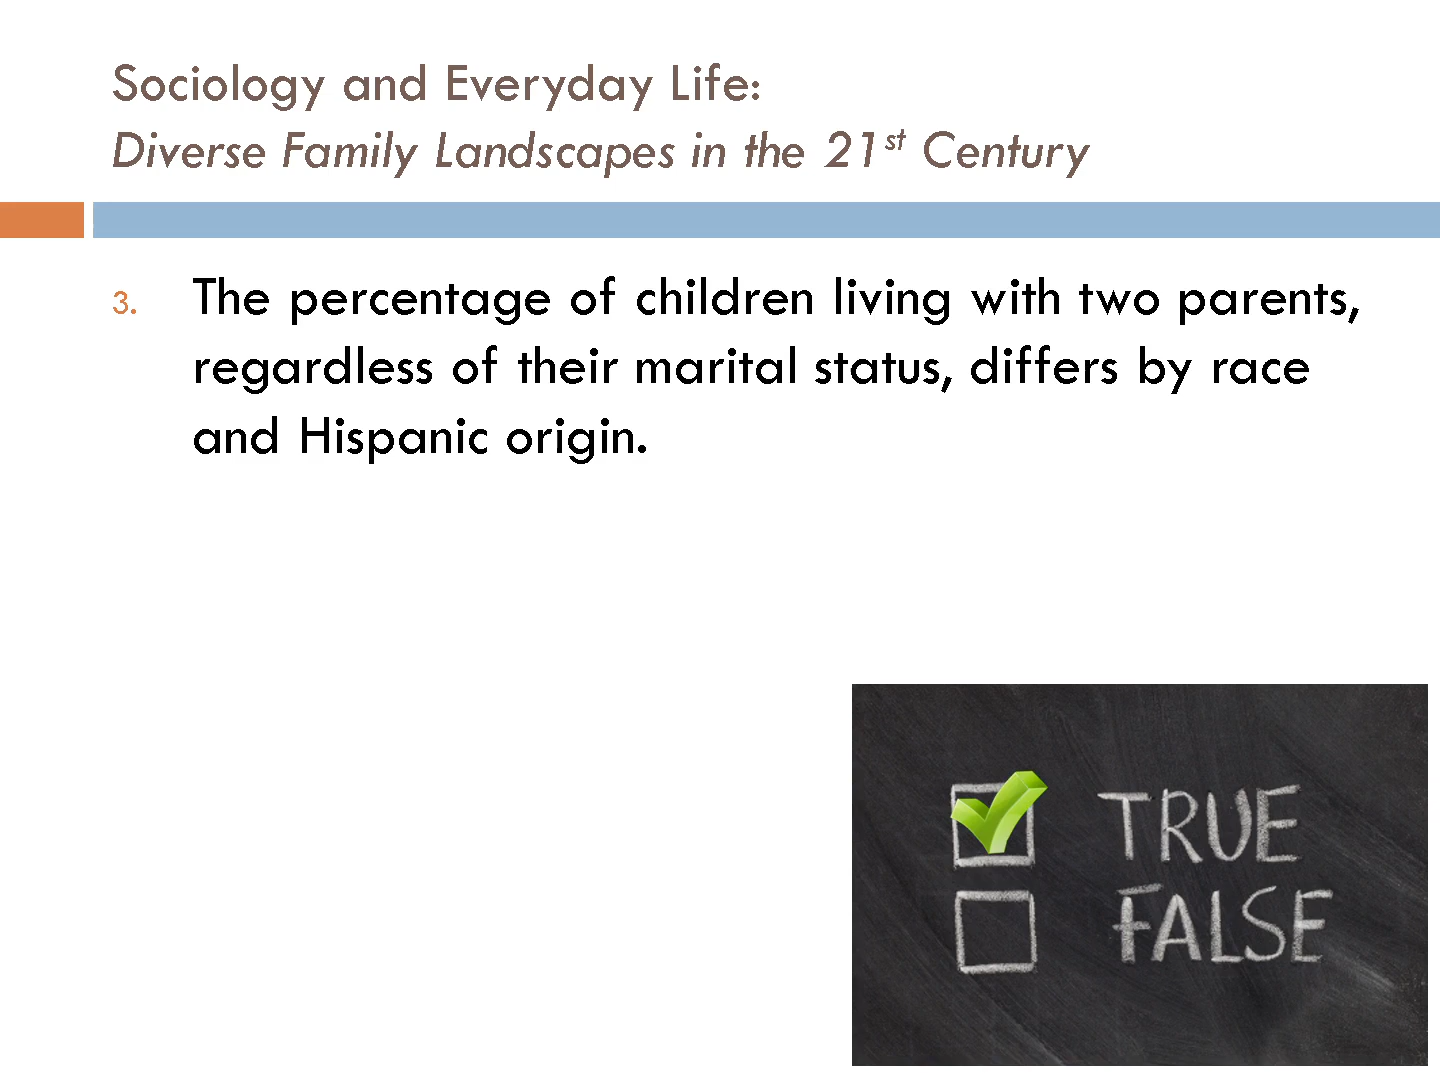 Sociology and Everyday Life:
Diverse Family Landscapes in the 21st Century
3. The percentage of children living with two parents,
regardless of their marital status, differs by race
and Hispanic origin.
TRUE
FALSE